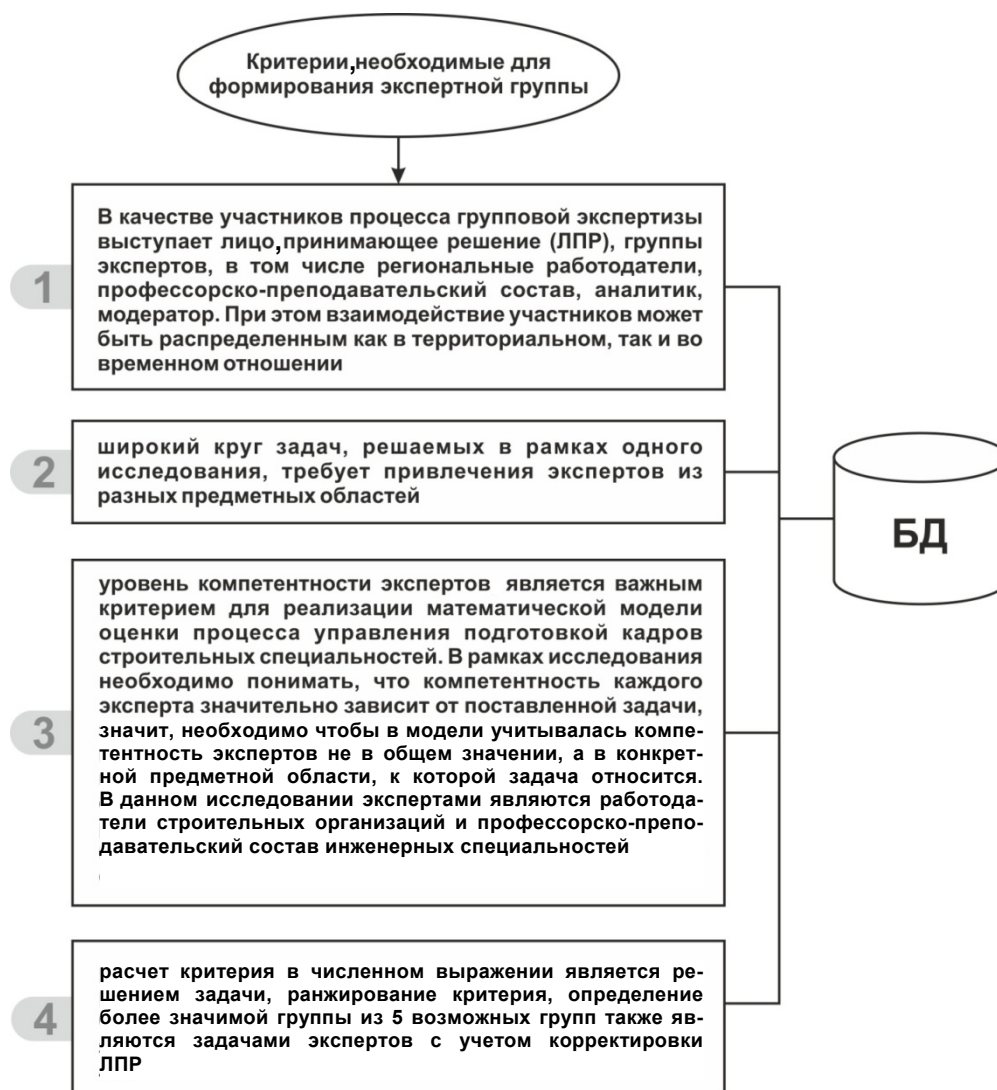 Критерии,необходимые для
формирования экспертной группы
1
В качестве участников процесса групповой экспертизы
выступает лицо,принимающее решение (ЛПР), группы
экспертов, в том числе региональные работодатели,
профессорско-преподавательский состав, аналитик,
модератор. При этом взаимодействие участников может
быть распределенным как в территориальном, так и во
временном отношении
2
широкий круг задач, решаемых в рамках одного
исследования, требует привлечения экспертов из
разных предметных областей
БД
3
уровень компетентности экспертов является важным
критерием для реализации математической модели
оценки процесса управления подготовкой кадров
строительных специальностей. В рамках исследования
необходимо понимать, что компетентность каждого
эксперта значительно зависит от поставленной задачи,
значит, необходимо чтобы в модели учитывалась компе-
тентность экспертов не в общем значении, а в конкрет-
ной предметной области, к которой задача относится.
В данном исследовании экспертами являются работода-
тели строительных организаций и профессорско-препо-
давательский состав инженерных специальностей
4
расчет критерия в численном выражении является ре-
шением задачи, ранжирование критерия, определение
более значимой группы из 5 возможных групп также яв-
ляются задачами экспертов с учетом корректировки
ЛПР